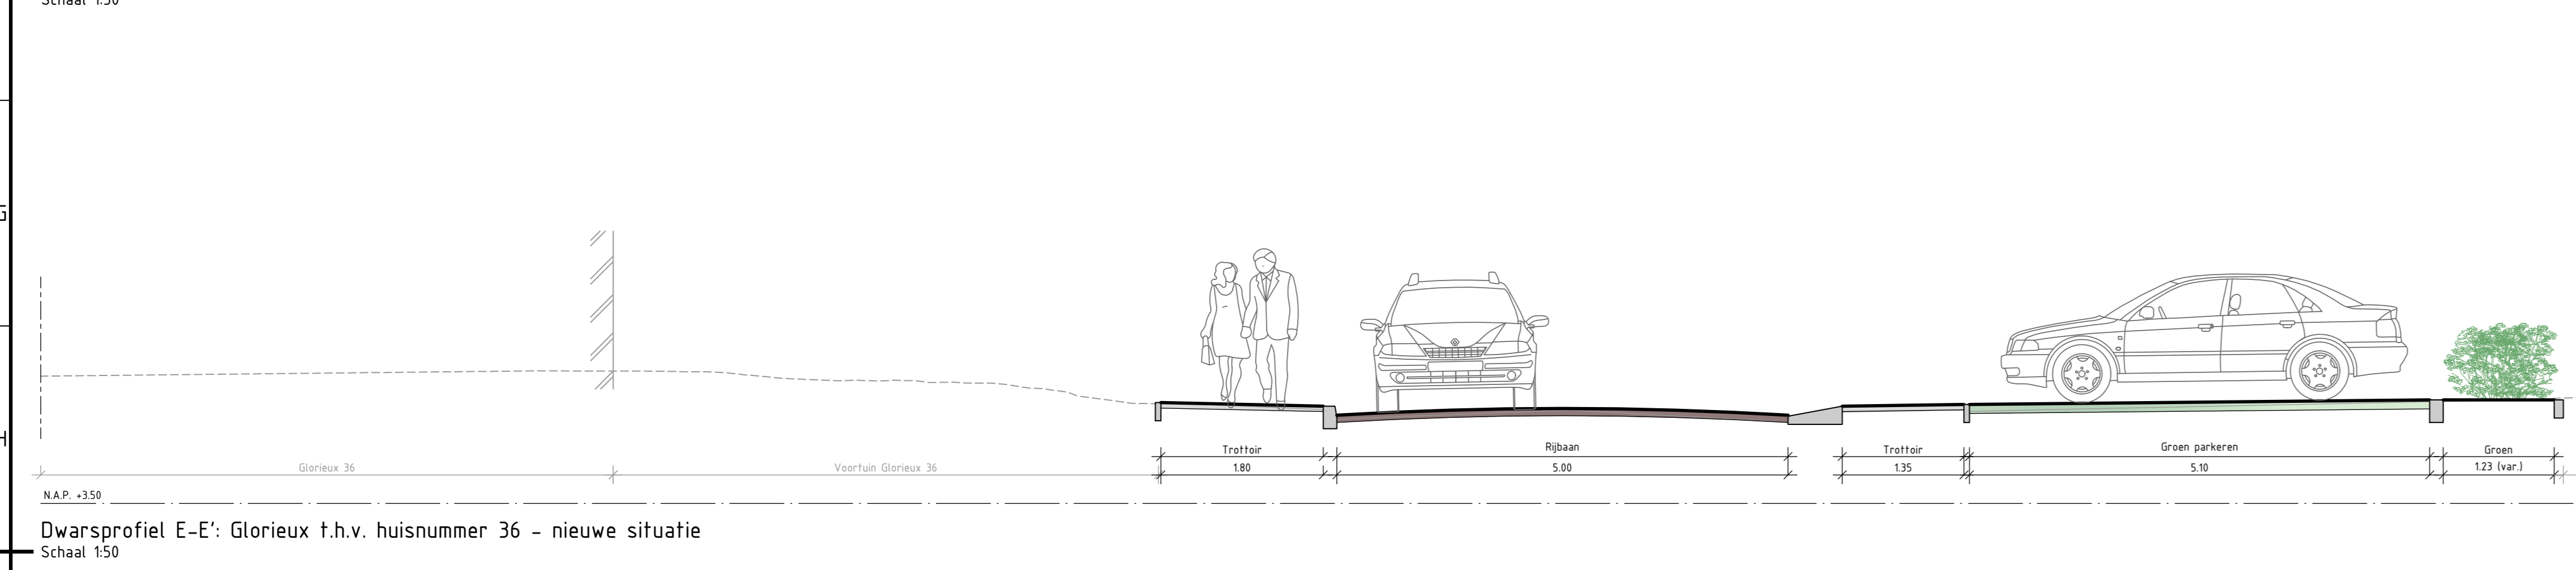 Schaal 1:50
G
Trottoir
Rijbaan
Trottoir
Groen parkeren
Groen
Glorieux 36
Voortuin Glorieux 36
1.80
5.00
1.35
5.10
1.23 (var.)
N.A.P. +3.50
Dwarsprofiel E-E': Glorieux t.h.v. huisnummer 36 - nieuwe situatie
Schaal 1:50